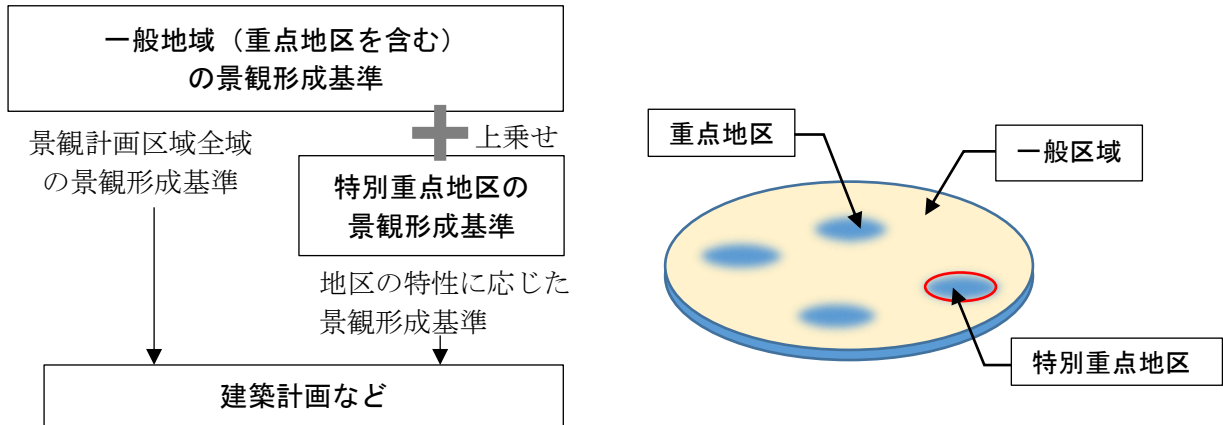 一般地域（重点地区を含む）
の景観形成基準
景観計画区域全域
の景観形成基準
上乗せ
特別重点地区の
景観形成基準
地区の特性に応じた
景観形成基準
建築計画など
重点地区
一般区域
特別重点地区